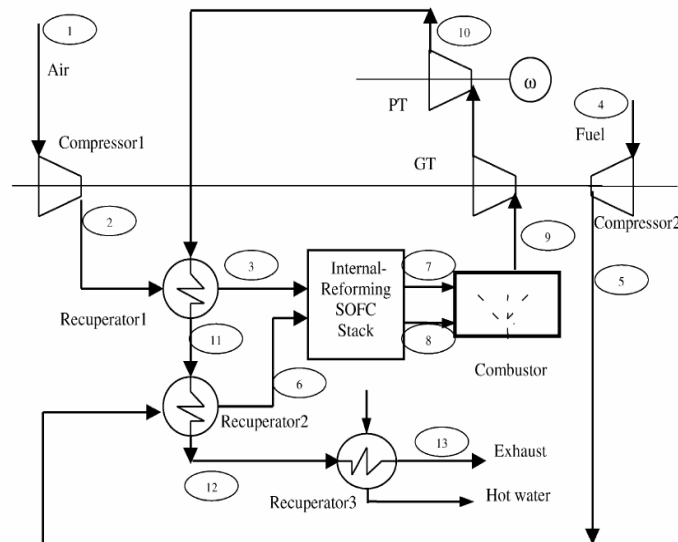 1
10
Air
ω
PT
4
Fuel
Compressor1
GT
2
9
Compressor2
3
Internal-
Reforming
SOFC
Stack
7
5
Recuperator1
11
8
6
Combustor
Recuperator2
13
Exhaust
12
Recuperator3
Hot water